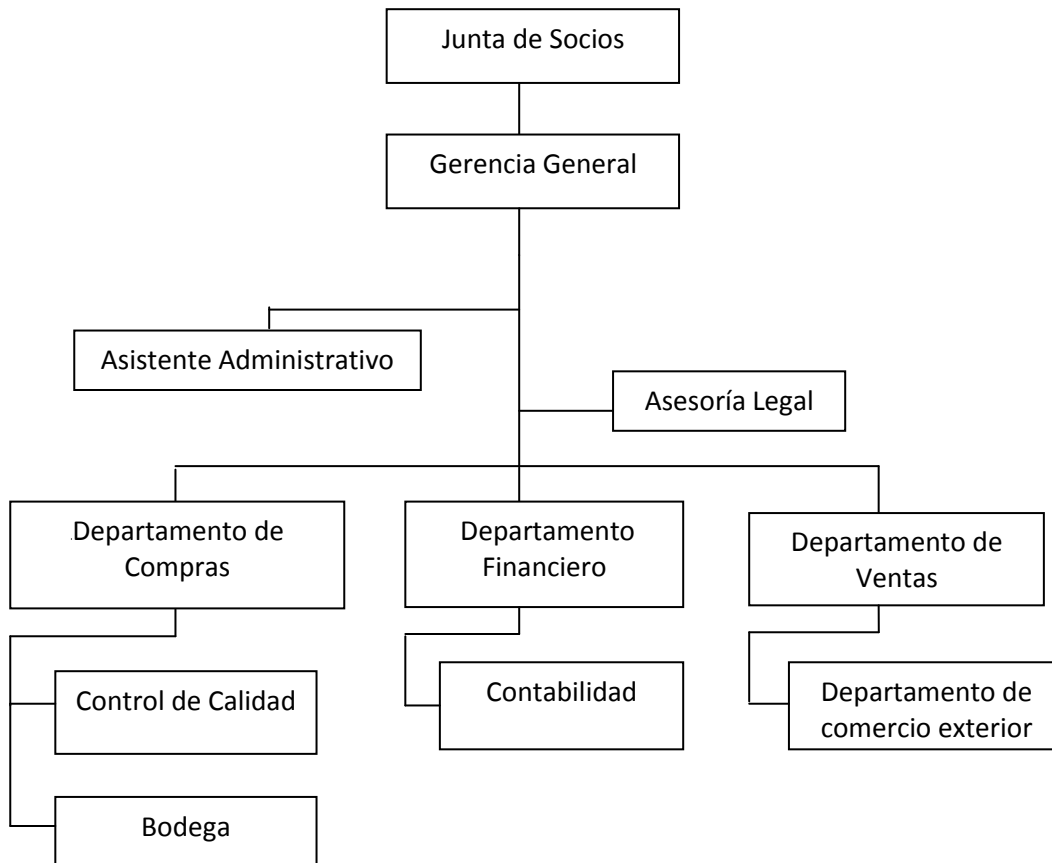 Junta de Socios
Gerencia General
Asistente Administrativo
Asesoría Legal
Departamento de
Compras
Departamento
Financiero
Departamento de
Ventas
Control de Calidad
Contabilidad
Departamento de
comercio exterior
Bodega